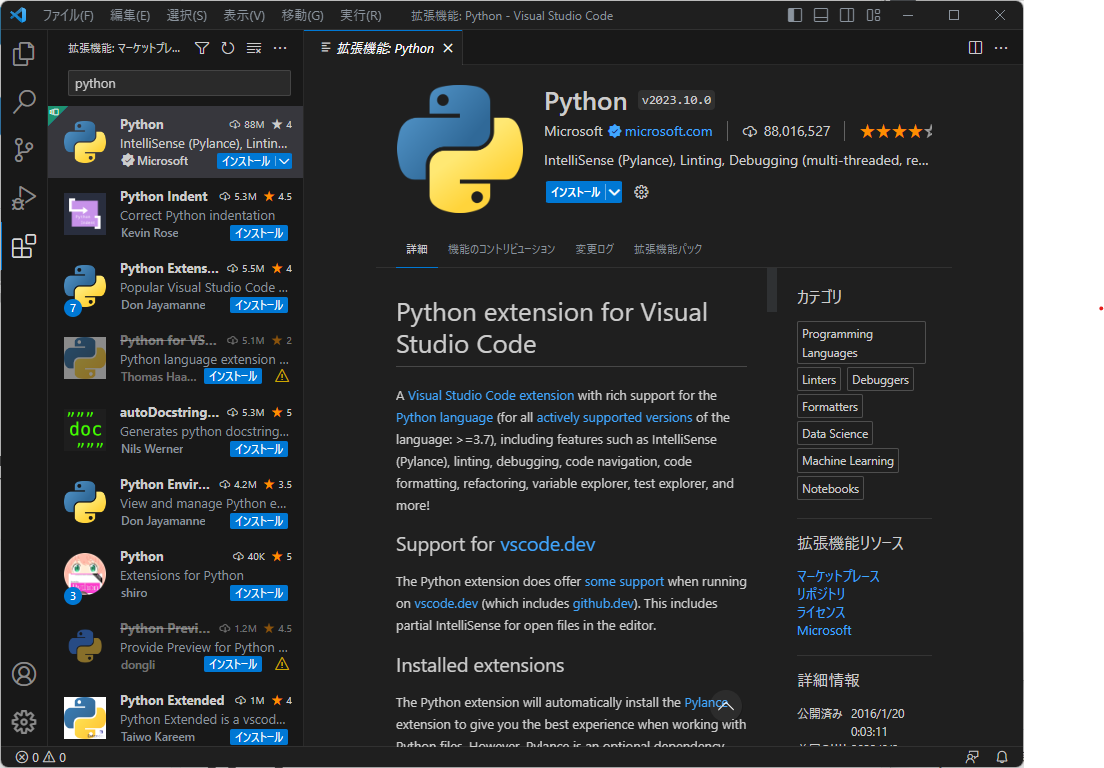 ファイル(F) 編集(E) 選択(S) 表示(V) 移動(G) 実行(R) 拡張機能: Python - Visual Studio Code
拡張機能: マーケットプレ...
python
Python 88M ★ 4
IntelliSense (Pylance), Lintin...
Microsoft インストール
Python Indent 5.3M ★ 4.5
Correct Python indentation
Kevin Rose インストール
Python Extens... 5.5M ★ 4
Popular Visual Studio Code ...
7
Don Jayamanne インストール
Python for VS... 5.1M ★ 2
Python language extension ...
Thomas Haa... インストール
"""
doc
"""
autoDocstring... 5.3M ★ 5
Generates python docstring...
Nils Werner インストール
Python Envir... 4.2M ★ 3.5
View and manage Python e...
Don Jayamanne インストール
Python 40K ★ 5
Extensions for Python
3
shiro インストール
Python Previ... 1.2M ★ 4.5
Provide Preview for Python ...
dongli インストール
Python Extended 1M ★ 4
Python Extended is a vscod...
Taiwo Kareem インストール
拡張機能: Python
Python v2023.10.0
Microsoft microsoft.com 88,016,527
IntelliSense (Pylance), Linting, Debugging (multi-threaded, re...
インストール
詳細 機能のコントリビューション 変更ログ 拡張機能パック
Python extension for Visual
Studio Code
A Visual Studio Code extension with rich support for the
Python language (for all actively supported versions of the
language: >=3.7), including features such as IntelliSense
(Pylance), linting, debugging, code navigation, code
formatting, refactoring, variable explorer, test explorer, and
more!
Support for vscode.dev
The Python extension does offer some support when running
on vscode.dev (which includes github.dev). This includes
partial IntelliSense for open files in the editor.
Installed extensions
The Python extension will automatically install the Pylance
extension to give you the best experience when working with
Python files. However, Pylance is an optional dependency,
カテゴリ
Programming
Languages
Linters Debuggers
Formatters
Data Science
Machine Learning
Notebooks
拡張機能リソース
マーケットプレース
リポジトリ
ライセンス
Microsoft
詳細情報
公開済み 2016/1/20
0:03:11
0 0